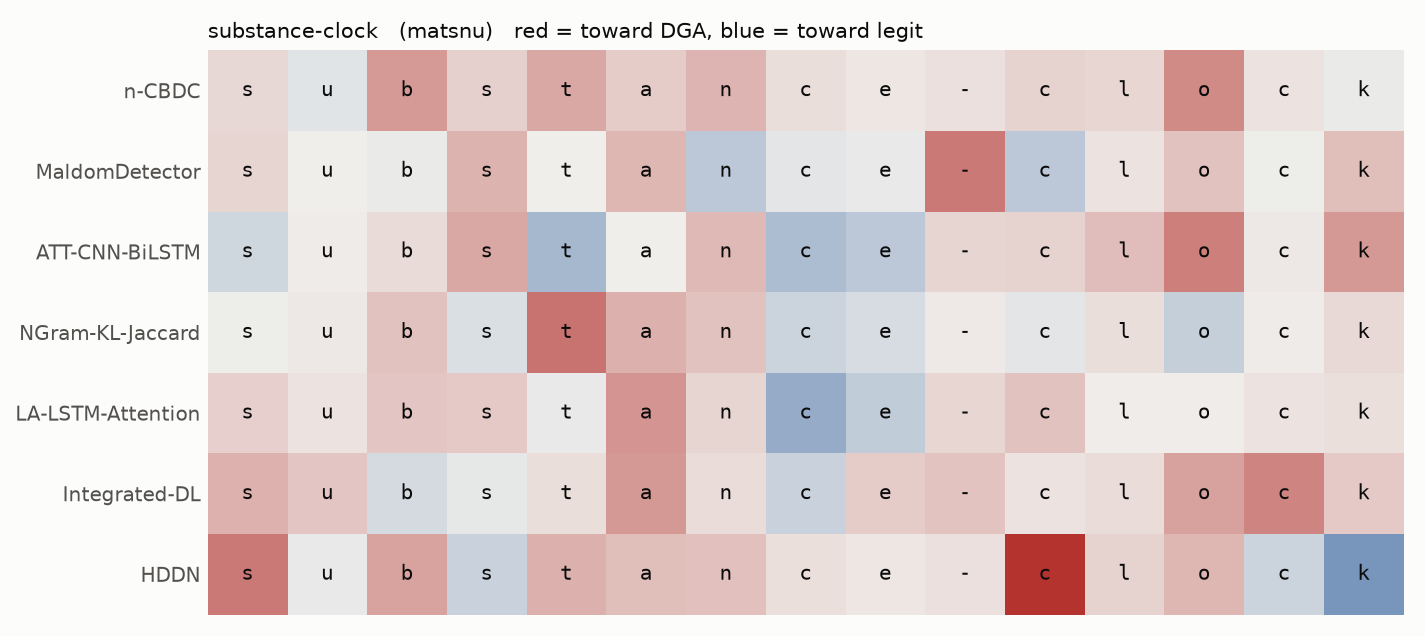 substance-clock (matsnu) red = toward DGA, blue = toward legit
n-CBDC s u b s t a n c e - c l o c k
MaldomDetector s u b s t a n c e - c l o c k
ATT-CNN-BiLSTM s u b s t a n c e - c l o c k
NGram-KL-Jaccard s u b s t a n c e - c l o c k
LA-LSTM-Attention s u b s t a n c e - c l o c k
Integrated-DL s u b s t a n c e - c l o c k
HDDN s u b s t a n c e - c l o c k